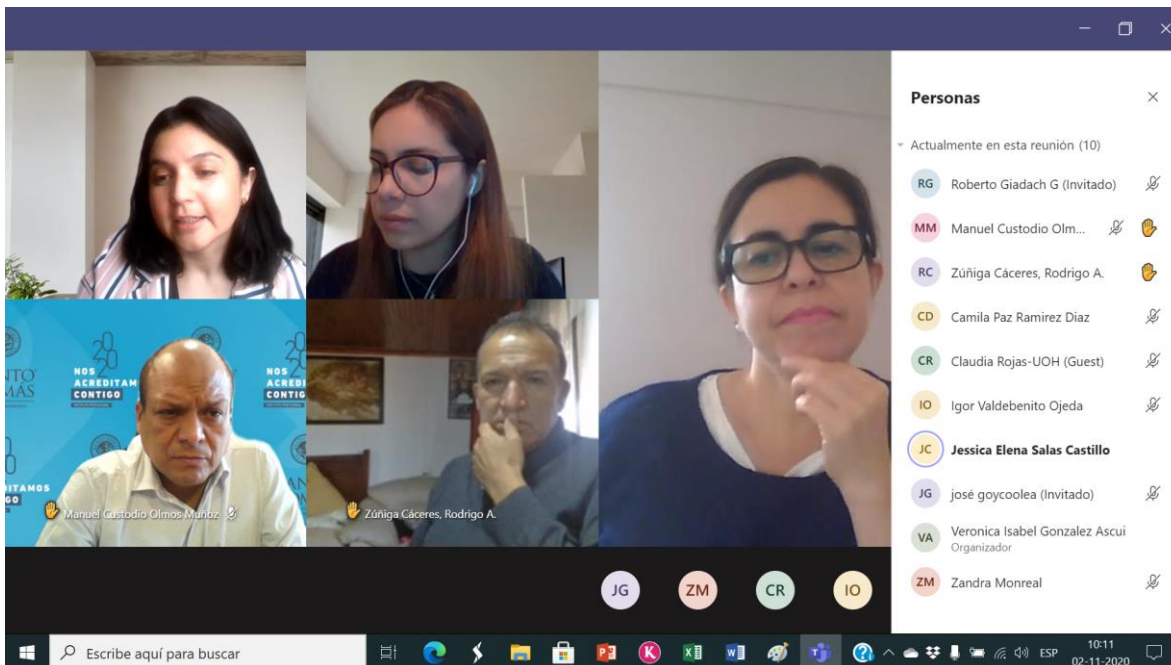 Personas
Actualmente en esta reunión (10)
RG Roberto Giadach G (Invitado)
MM Manuel Custodio Olm...
RC Zúñiga Cáceres, Rodrigo A.
CD Camila Paz Ramirez Diaz
CR Claudia Rojas-UOH (Guest)
IO Igor Valdebenito Ojeda
JC Jessica Elena Salas Castillo
JG josé goycoolea (Invitado)
VA Veronica Isabel Gonzalez Ascui
Organizador
ZM Zandra Monreal
NOS
ACREDITAM
CONTIGO
NOS
ACREDI
CONTIG
Manuel Custodio Olmos Muñoz
Zúñiga Cáceres, Rodrigo A.
JG ZM CR IO
Escribe aquí para buscar
ESP
10:11
02-11-2020